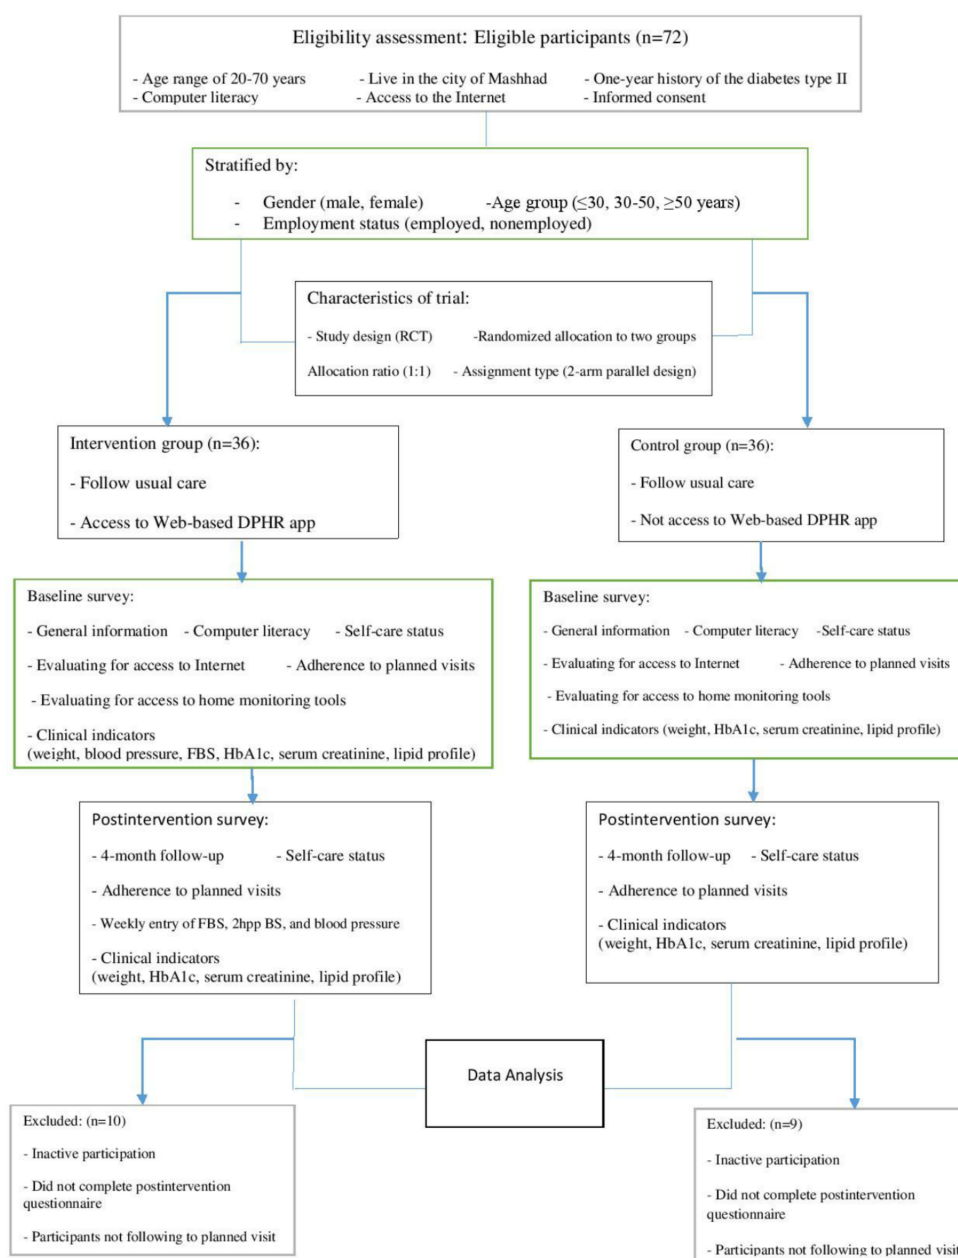 Eligibility assessment: Eligible participants (n=72)
- Age range of 20-70 years - Live in the city of Mashhad - One-year history of the diabetes type II
- Computer literacy - Access to the Internet - Informed consent
Stratified by:
- Gender (male, female) -Age group (≤30, 30-50, ≥50 years)
- Employment status (employed, nonemployed)
Characteristics of trial:
- Study design (RCT) -Randomized allocation to two groups
Allocation ratio (1:1) - Assignment type (2-arm parallel design)
Intervention group (n=36):
- Follow usual care
- Access to Web-based DPHR app
Control group (n=36):
- Follow usual care
- Not access to Web-based DPHR app
Baseline survey:
- General information - Computer literacy - Self-care status
- Evaluating for access to Internet - Adherence to planned visits
- Evaluating for access to home monitoring tools
- Clinical indicators
(weight, blood pressure, FBS, HbA1c, serum creatinine, lipid profile)
Baseline survey:
- General information - Computer literacy -Self-care status
- Evaluating for access to Internet - Adherence to planned visits
- Evaluating for access to home monitoring tools
- Clinical indicators (weight, HbA1c, serum creatinine, lipid profile)
Postintervention survey:
- 4-month follow-up - Self-care status
- Adherence to planned visits
- Weekly entry of FBS, 2hpp BS, and blood pressure
- Clinical indicators
(weight, HbA1c, serum creatinine, lipid profile)
Postintervention survey:
- 4-month follow-up - Self-care status
- Adherence to planned visits
- Clinical indicators
(weight, HbA1c, serum creatinine, lipid profile)
Data Analysis
Excluded: (n=10)
- Inactive participation
- Did not complete postintervention
questionnaire
- Participants not following to planned visit
Excluded: (n=9)
- Inactive participation
- Did not complete postintervention
questionnaire
- Participants not following to planned visit